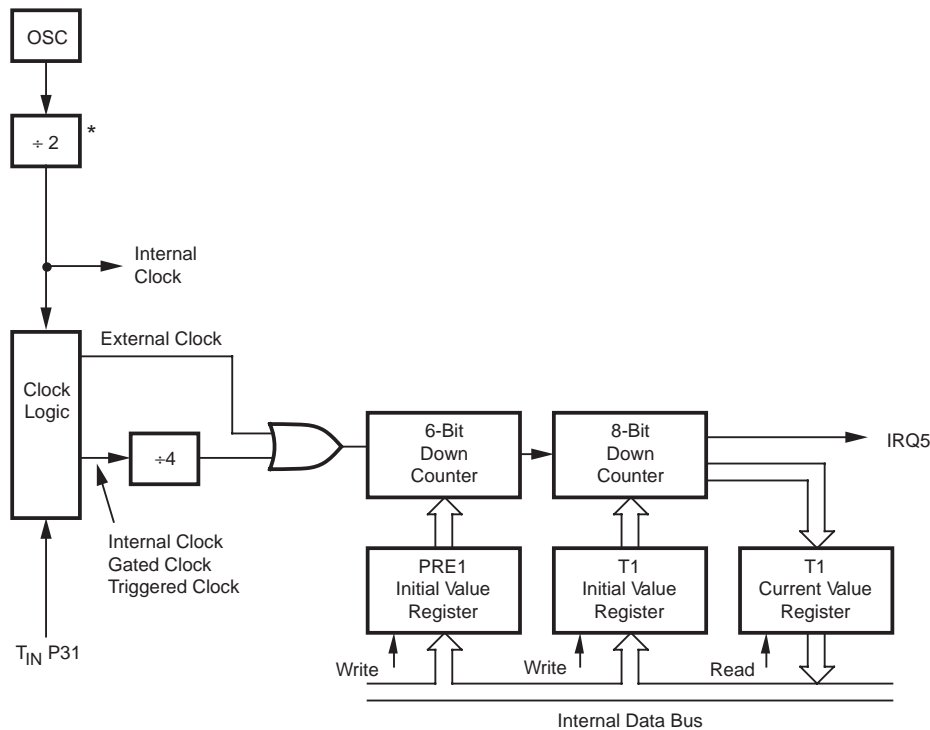 OSC
÷ 2
*
Internal
Clock
External Clock
Clock
Logic
÷4
Internal Clock
Gated Clock
Triggered Clock
TIN P31
6-Bit
Down
Counter
8-Bit
Down
Counter
IRQ5
PRE1
Initial Value
Register
T1
Initial Value
Register
T1
Current Value
Register
Write
Write
Read
Internal Data Bus